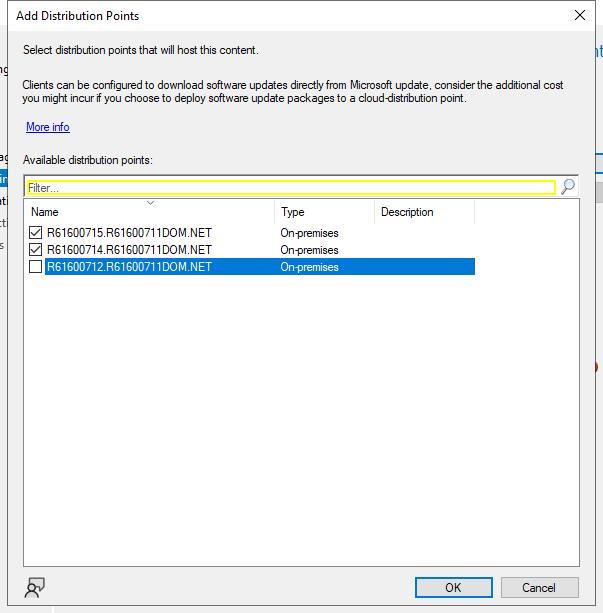 Add Distribution Points
Select distribution points that will host this content.
Clients can be configured to download software updates directly from Microsoft update, consider the additional cost
you might incur if you choose to deploy software update packages to a cloud-distribution point.
More info
Available distribution points:
Filter...
Name Type Description
R61600715.R61600711DOM.NET On-premises
R61600714.R61600711DOM.NET On-premises
R61600712.R61600711DOM.NET On-premises
OK Cancel